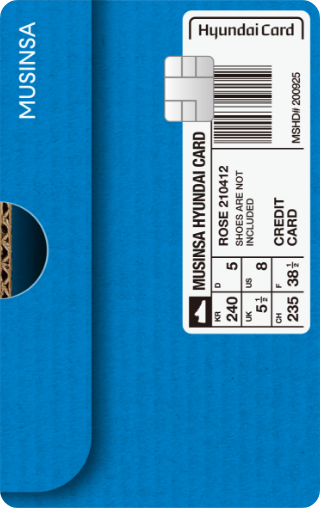 MUSINSA
Hyundai Card
MUSINSA HYUNDAI CARD
ROSE 210412
SHOES ARE NOT
INCLUDED
CREDIT
CARD
MSHD# 200925
KR 240 D 5
UK 5 1/2 US 8
CH 235 F 38 1/2